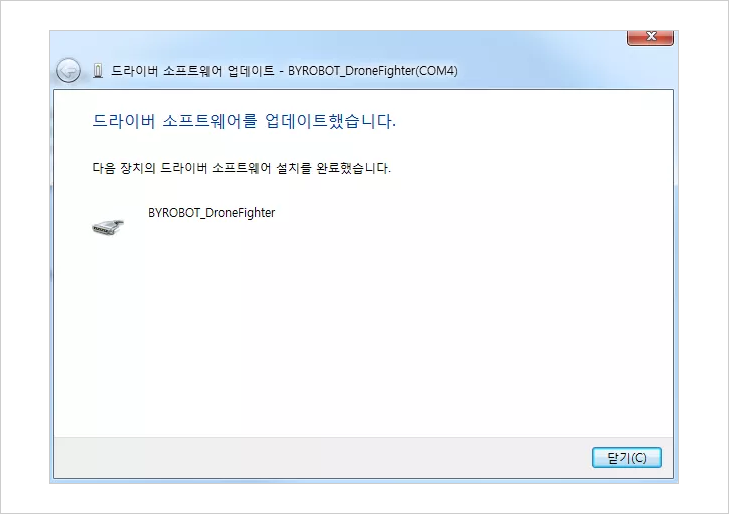 드라이버 소프트웨어 업데이트 - BYROBOT_DroneFighter(COM4)
드라이버 소프트웨어를 업데이트했습니다.
다음 장치의 드라이버 소프트웨어 설치를 완료했습니다.
BYROBOT_DroneFighter
닫기(C)